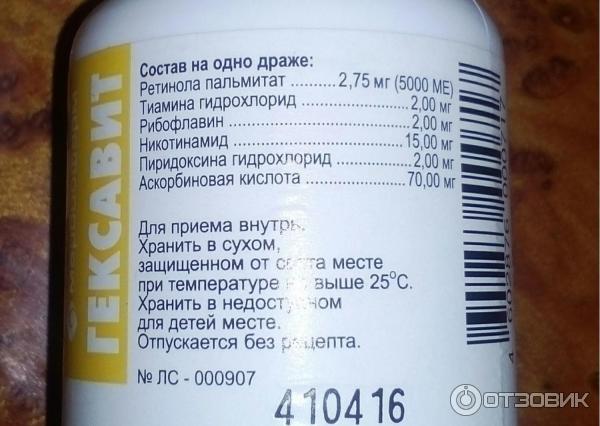 Состав на одно драже:
Ретинола пальмитат ........... 2,75 мг (5000 МЕ)
Тиамина гидрохлорид ........... 2,00 мг
Рибофлавин ........... 2,00 мг
Никотинамид ........... 15,00 мг
Пиридоксина гидрохлорид ........... 2,00 мг
Аскорбиновая кислота ........... 70,00 мг
Для приема внутрь.
Хранить в сухом,
защищенном от света месте
при температуре не выше 25°С.
Хранить в недоступном
для детей месте.
Отпускается без рецепта.
№ ЛС - 000907
410416
ГЕКСАВИТ
ОТЗОВИК